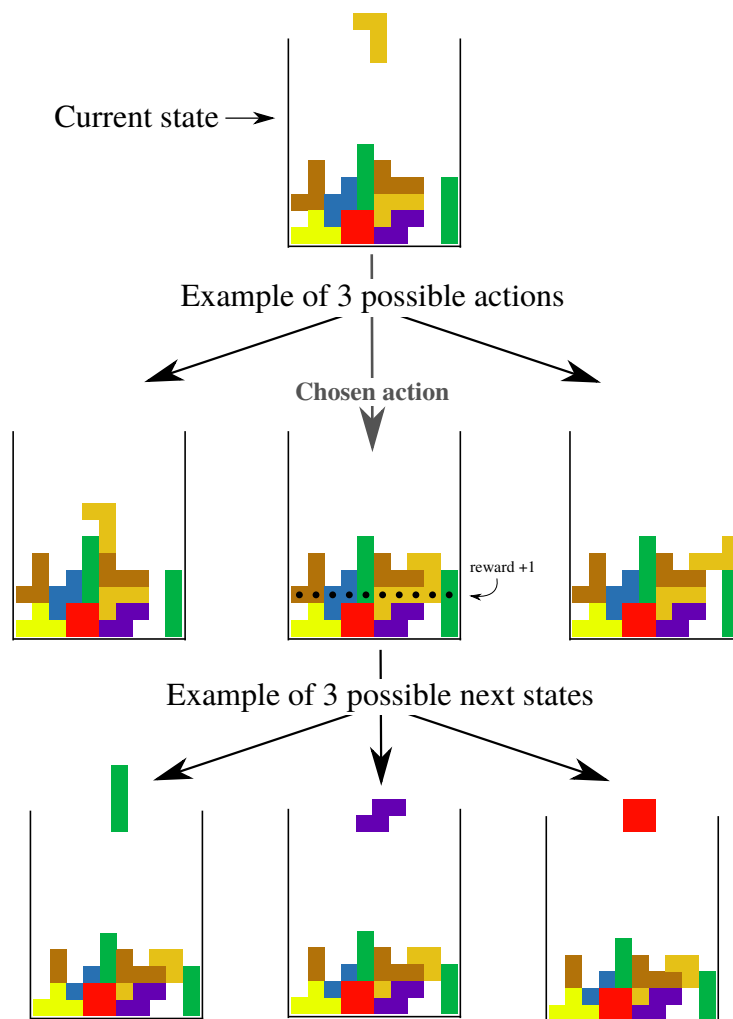 Current state
Example of 3 possible actions
Chosen action
reward +1
Example of 3 possible next states